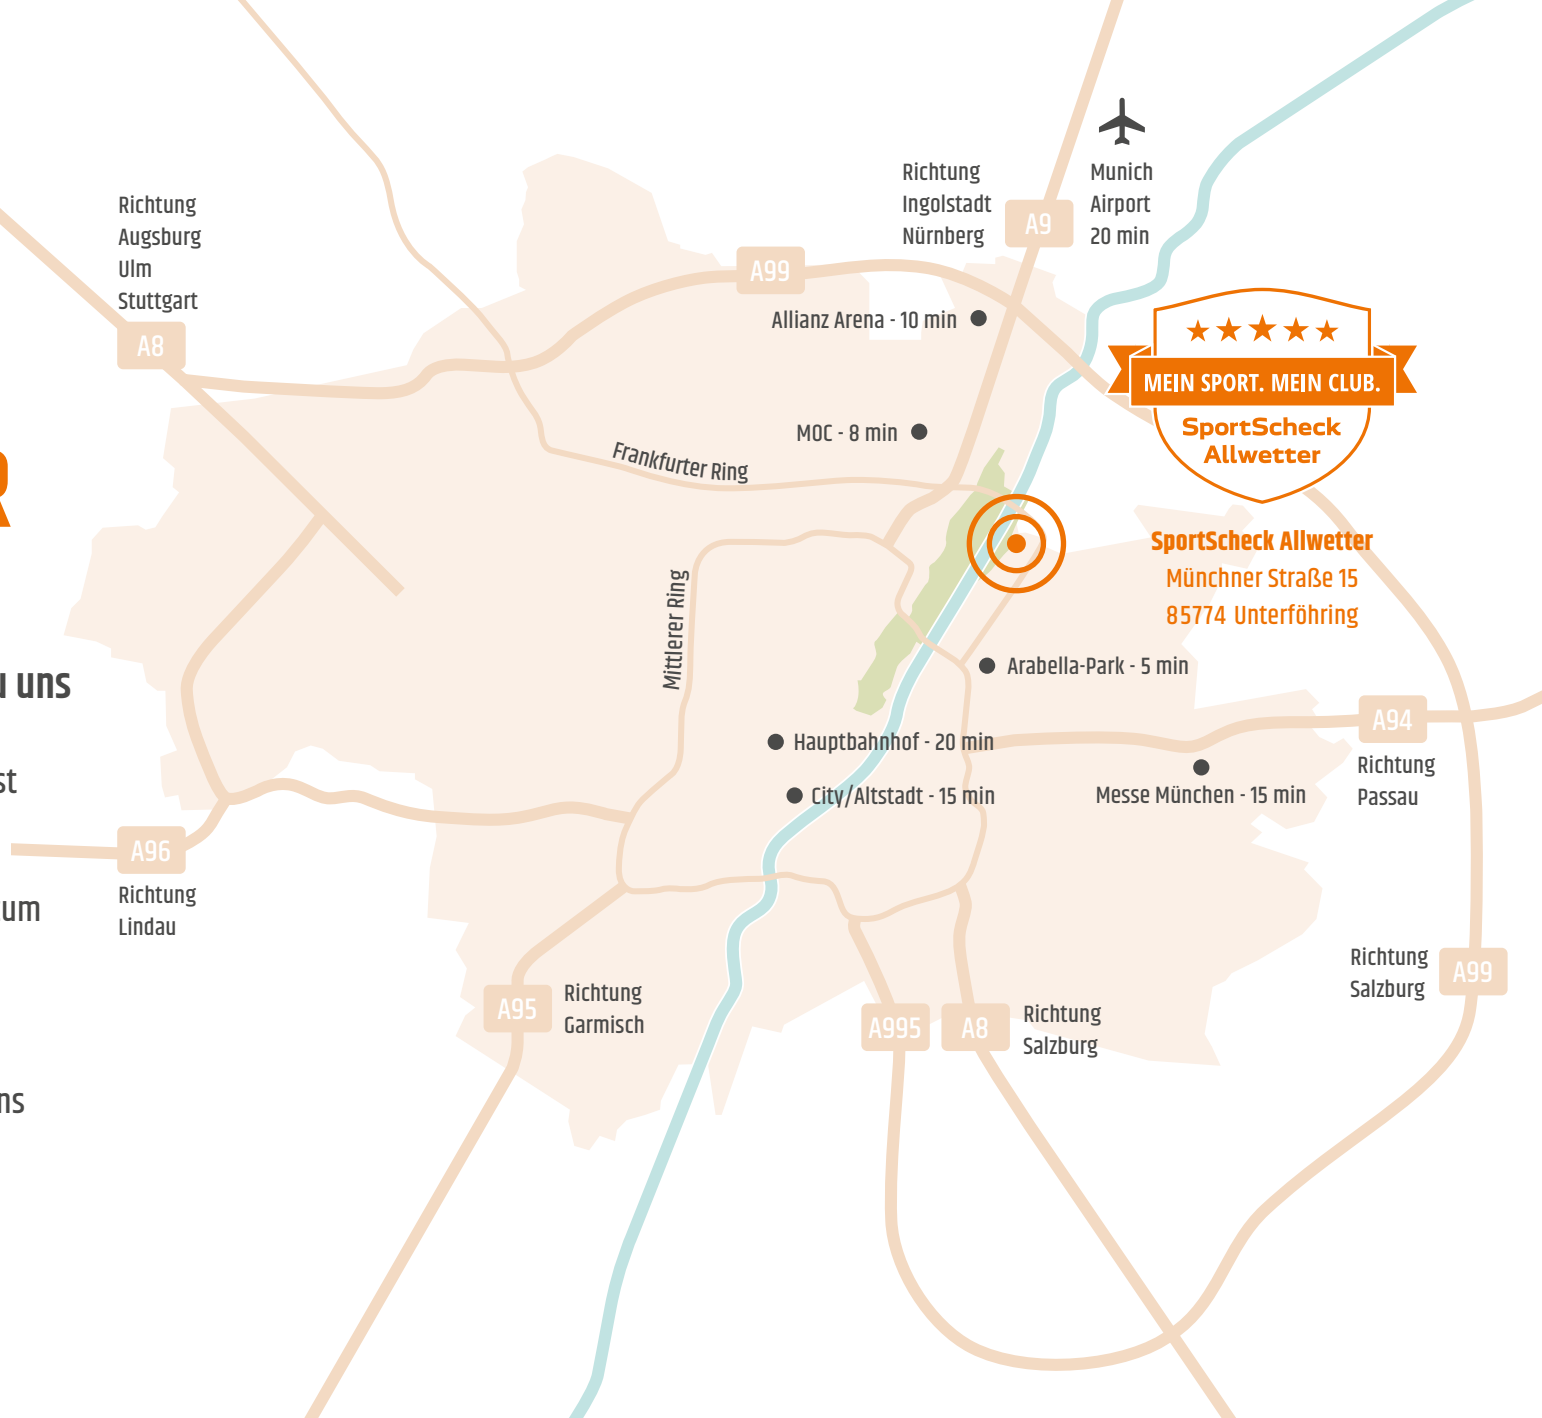 Richtung
Augsburg
Ulm
Stuttgart
A8
Richtung
Ingolstadt
Nürnberg
A9
Munich
Airport
20 min
A99
Allianz Arena - 10 min
MEIN SPORT. MEIN CLUB.
SportScheck
Allwetter
MOC - 8 min
Frankfurter Ring
SportScheck Allwetter
Münchner Straße 15
85774 Unterföhring
Mittlerer Ring
uns
Arabella-Park - 5 min
A94
Richtung
Passau
Hauptbahnhof - 20 min
City/Altstadt - 15 min
Messe München - 15 min
A96
Richtung
Lindau
Richtung
Salzburg
A99
A95
Richtung
Garmisch
A995
A8
Richtung
Salzburg